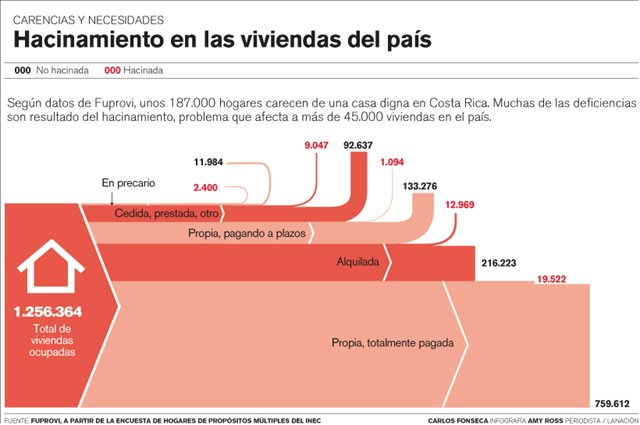 CARENCIAS Y NECESIDADES
Hacinamiento en las viviendas del país
000 No hacinada 000 Hacinada
Según datos de Fuprovi, unos 187.000 hogares carecen de una casa digna en Costa Rica. Muchas de las deficiencias
son resultado del hacinamiento, problema que afecta a más de 45.000 viviendas en el país.
9.047
92.637
11.984
1.094
133.276
En precario
2.400
12.969
Cedida, prestada, otro
Propia, pagando a plazos
Alquilada
216.223
19.522
1.256.364
Total de
viviendas
ocupadas
Propia, totalmente pagada
759.612
FUENTE: FUPROVI, A PARTIR DE LA ENCUESTA DE HOGARES DE PROPÓSITOS MÚLTIPLES DEL INEC
CARLOS FONSECA INFOGRAFÍA AMY ROSS PERIODISTA / LANACIÓN